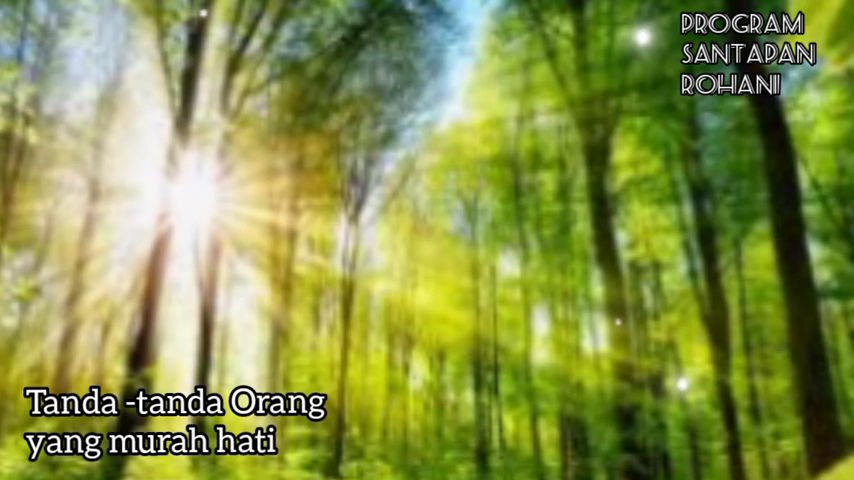 PROGRAM
SANTAPAN
ROHANI
Tanda -tanda Orang
yang murah hati